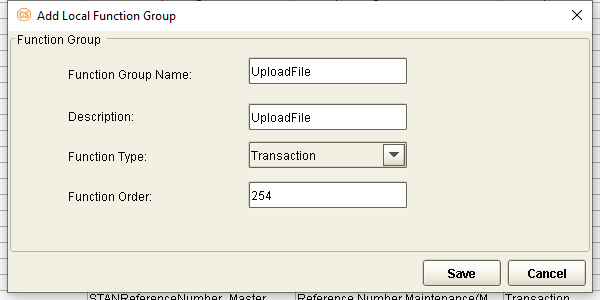 CS Add Local Function Group
Function Group
Function Group Name: UploadFile
Description: UploadFile
Function Type: Transaction
Function Order: 254
Save Cancel
STANReferenceNumber_Master Reference Number Maintenance(M Transaction